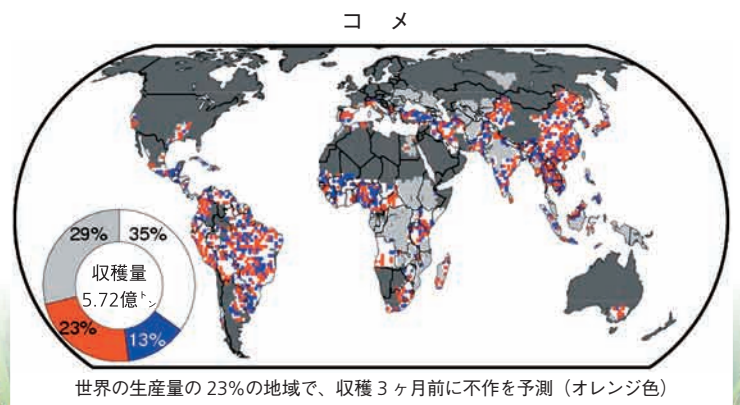 コ メ
29% 35%
収穫量
5.72億トン
23%
13%
世界の生産量の 23%の地域で、収穫 3 ヶ月前に不作を予測（オレンジ色）